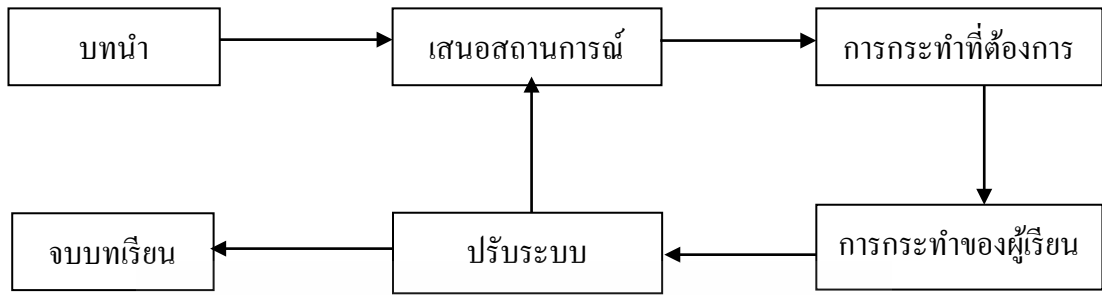 บทนำ
เสนอสถานการณ์
การกระทำที่ต้องการ
จบบทเรียน
ปรับระบบ
การกระทำของผู้เรียน